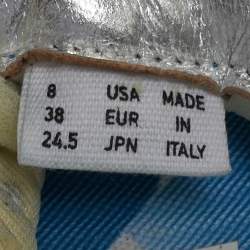 8 USA MADE
38 EUR IN
24.5 JPN ITALY